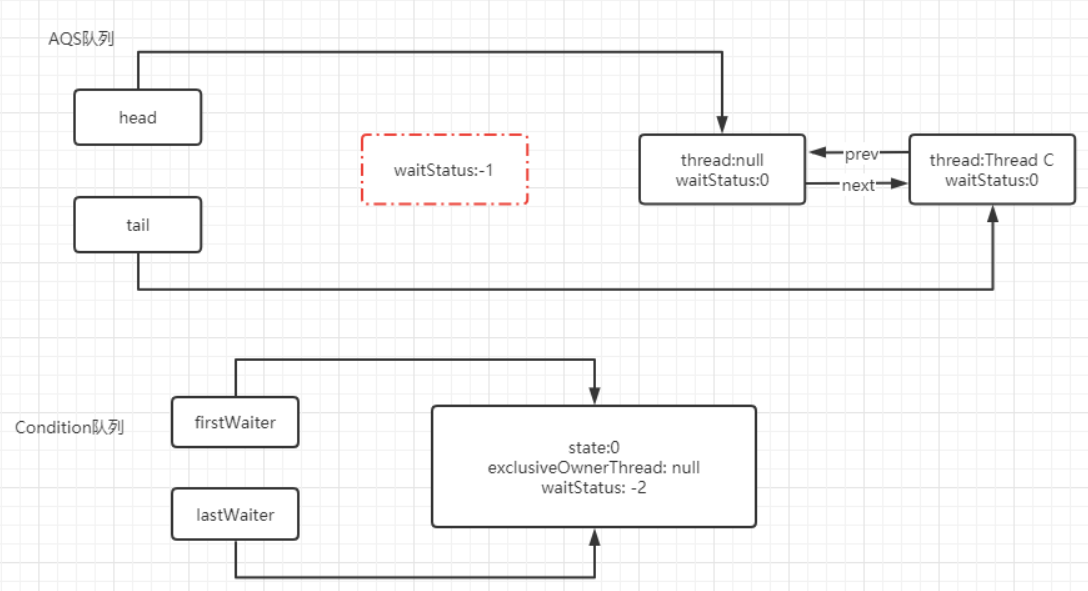 AQS队列
head
tail
waitStatus:-1
thread:null
waitStatus:0
prev
next
thread:Thread C
waitStatus:0
Condition队列
firstWaiter
lastWaiter
state:0
exclusiveOwnerThread: null
waitStatus: -2